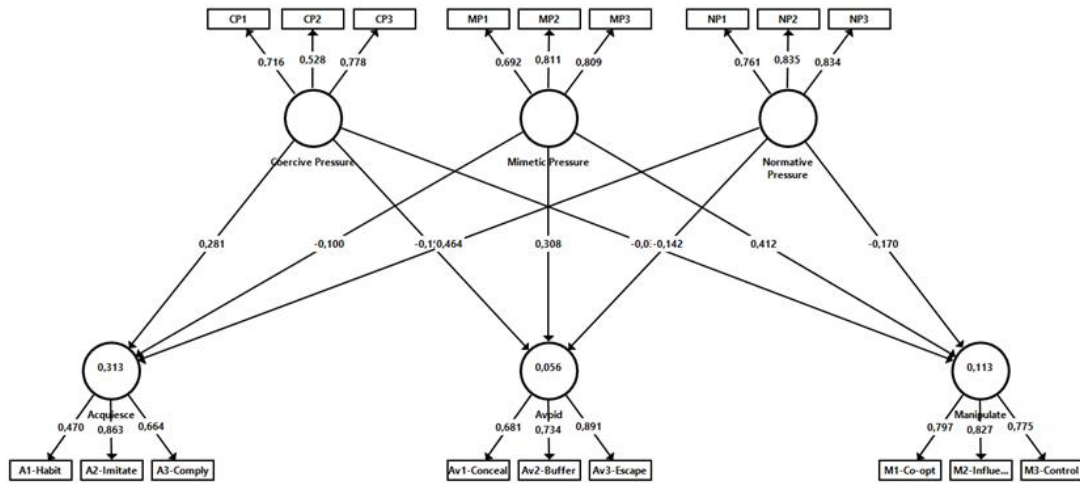 CP1 CP2 CP3 MP1 MP2 MP3 NP1 NP2 NP3
0,716 0,528 0,778 0,692 0,811 0,809 0,761 0,835 0,834
Coercive Pressure Mimetic Pressure Normative
Pressure
0,281 -0,100 0,464 0,308 -0,142 0,412 -0,170
0,313 0,056 0,113
Acquiesce Avoid Manipulate
0,470 0,863 0,664 0,681 0,734 0,891 0,797 0,827 0,775
A1-Habit A2-Imitate A3-Comply Av1-Conceal Av2-Buffer Av3-Escape M1-Co-opt M2-Influe... M3-Control